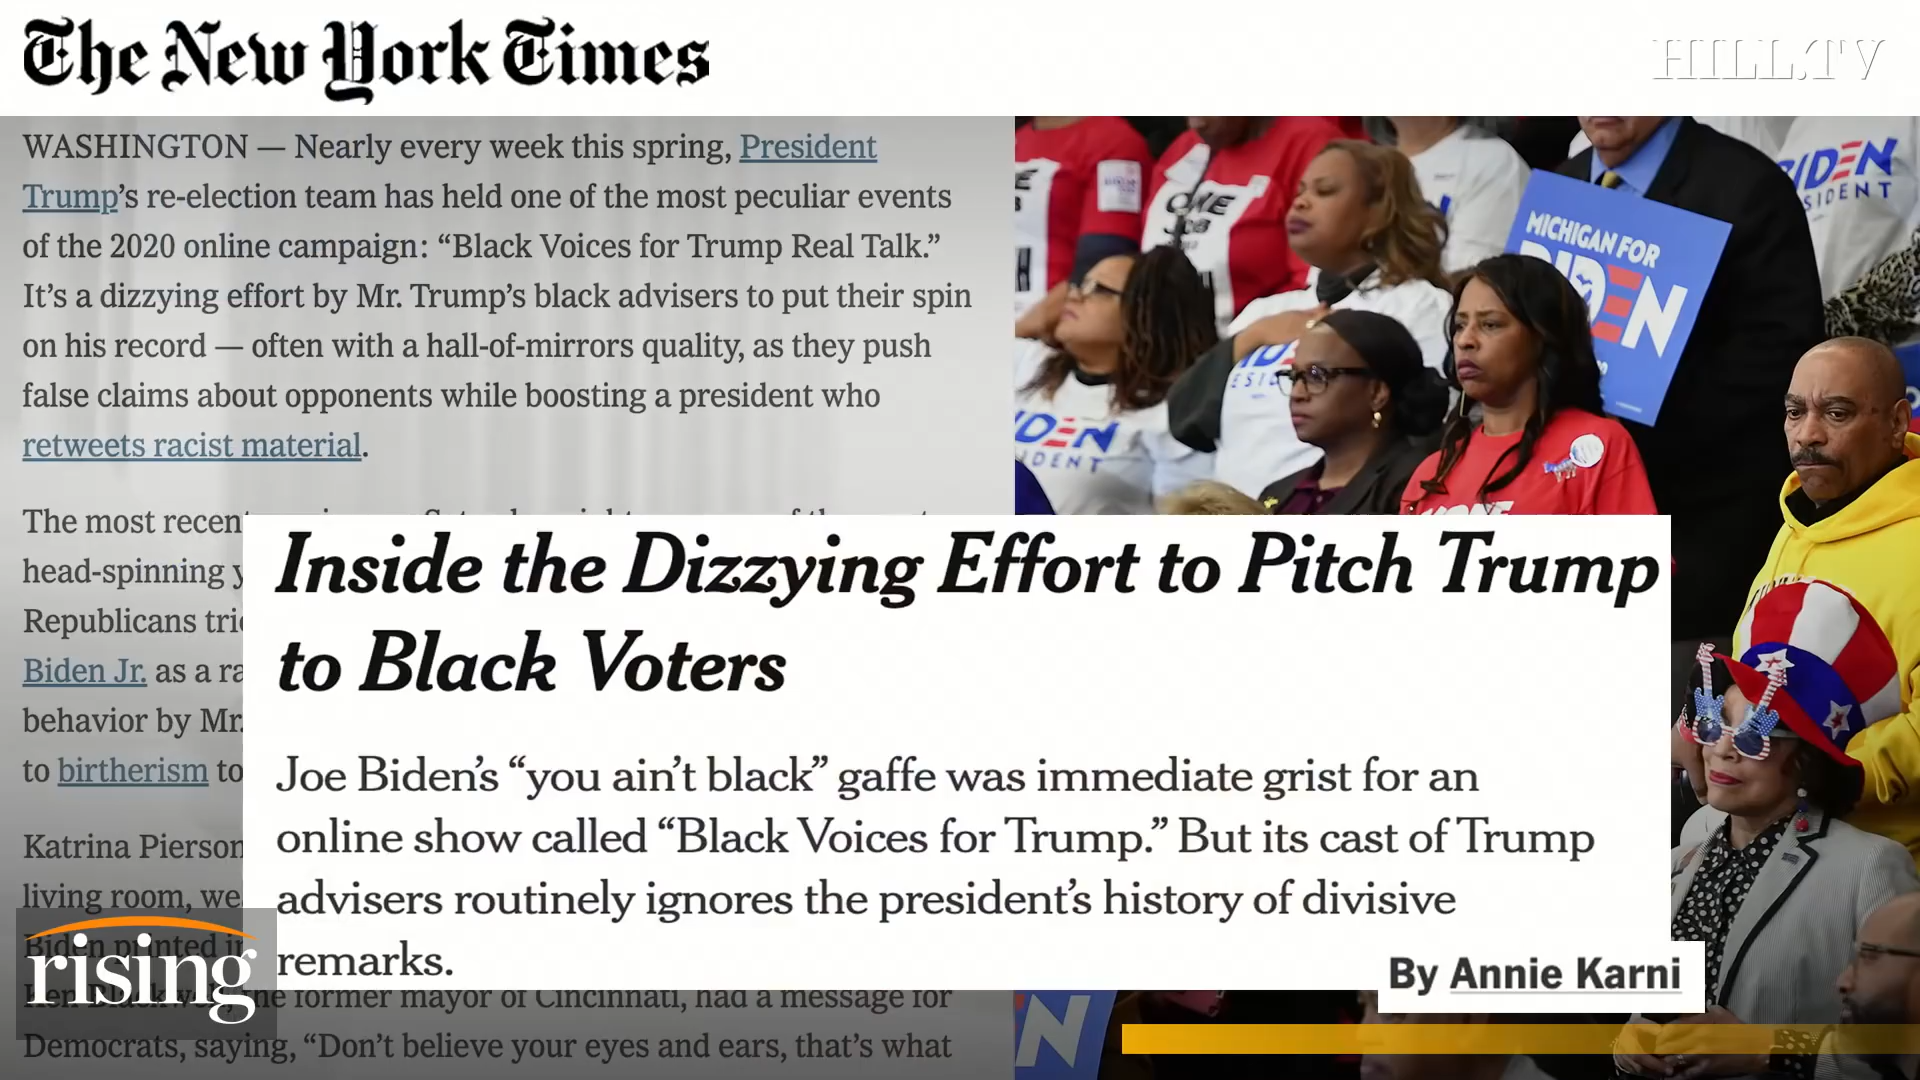 The New York Times
HILL.TV
WASHINGTON — Nearly every week this spring, President
Trump’s re-election team has held one of the most peculiar events
of the 2020 online campaign: “Black Voices for Trump Real Talk.”
It’s a dizzying effort by Mr. Trump’s black advisers to put their spin
on his record — often with a hall-of-mirrors quality, as they push
false claims about opponents while boosting a president who
retweets racist material.
The most recent
head-spinning
Republicans
Biden Jr. as a
behavior by Mr.
to birtherism to
Katrina Pierson
living room,
Biden printed in
the former mayor of Cincinnati, had a message for
Democrats, saying, “Don’t believe your eyes and ears, that’s what
Inside the Dizzying Effort to Pitch Trump
to Black Voters
Joe Biden’s “you ain’t black” gaffe was immediate grist for an
online show called “Black Voices for Trump.” But its cast of Trump
advisers routinely ignores the president’s history of divisive
remarks.
By Annie Karni
rising
MICHIGAN FOR
BIDEN
BIDEN